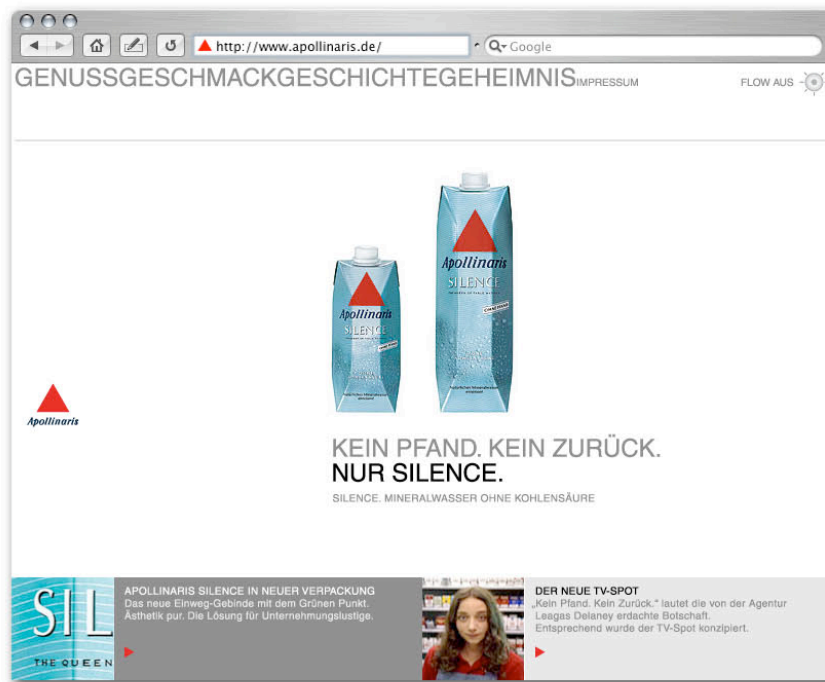 http://www.apollinaris.de/
Google
GENUSSGESCHMACKGESCHICHTEGEHEIMNIS IMPRESSUM
FLOW AUS
Apollinaris
SILENCE
Apollinaris
SILENCE
Apollinaris
KEIN PFAND. KEIN ZURÜCK.
NUR SILENCE.
SILENCE. MINERALWASSER OHNE KOHLENSÄURE
SIL
THE QUEEN
APOLLINARIS SILENCE IN NEUER VERPACKUNG
Das neue Einweg-Gebinde mit dem Grünen Punkt.
Ästhetik pur. Die Lösung für Unternehmungslustige.
DER NEUE TV-SPOT
„Kein Pfand. Kein Zurück.“ lautet die von der Agentur
Leagas Delaney erdachte Botschaft.
Entsprechend wurde der TV-Spot konzipiert.